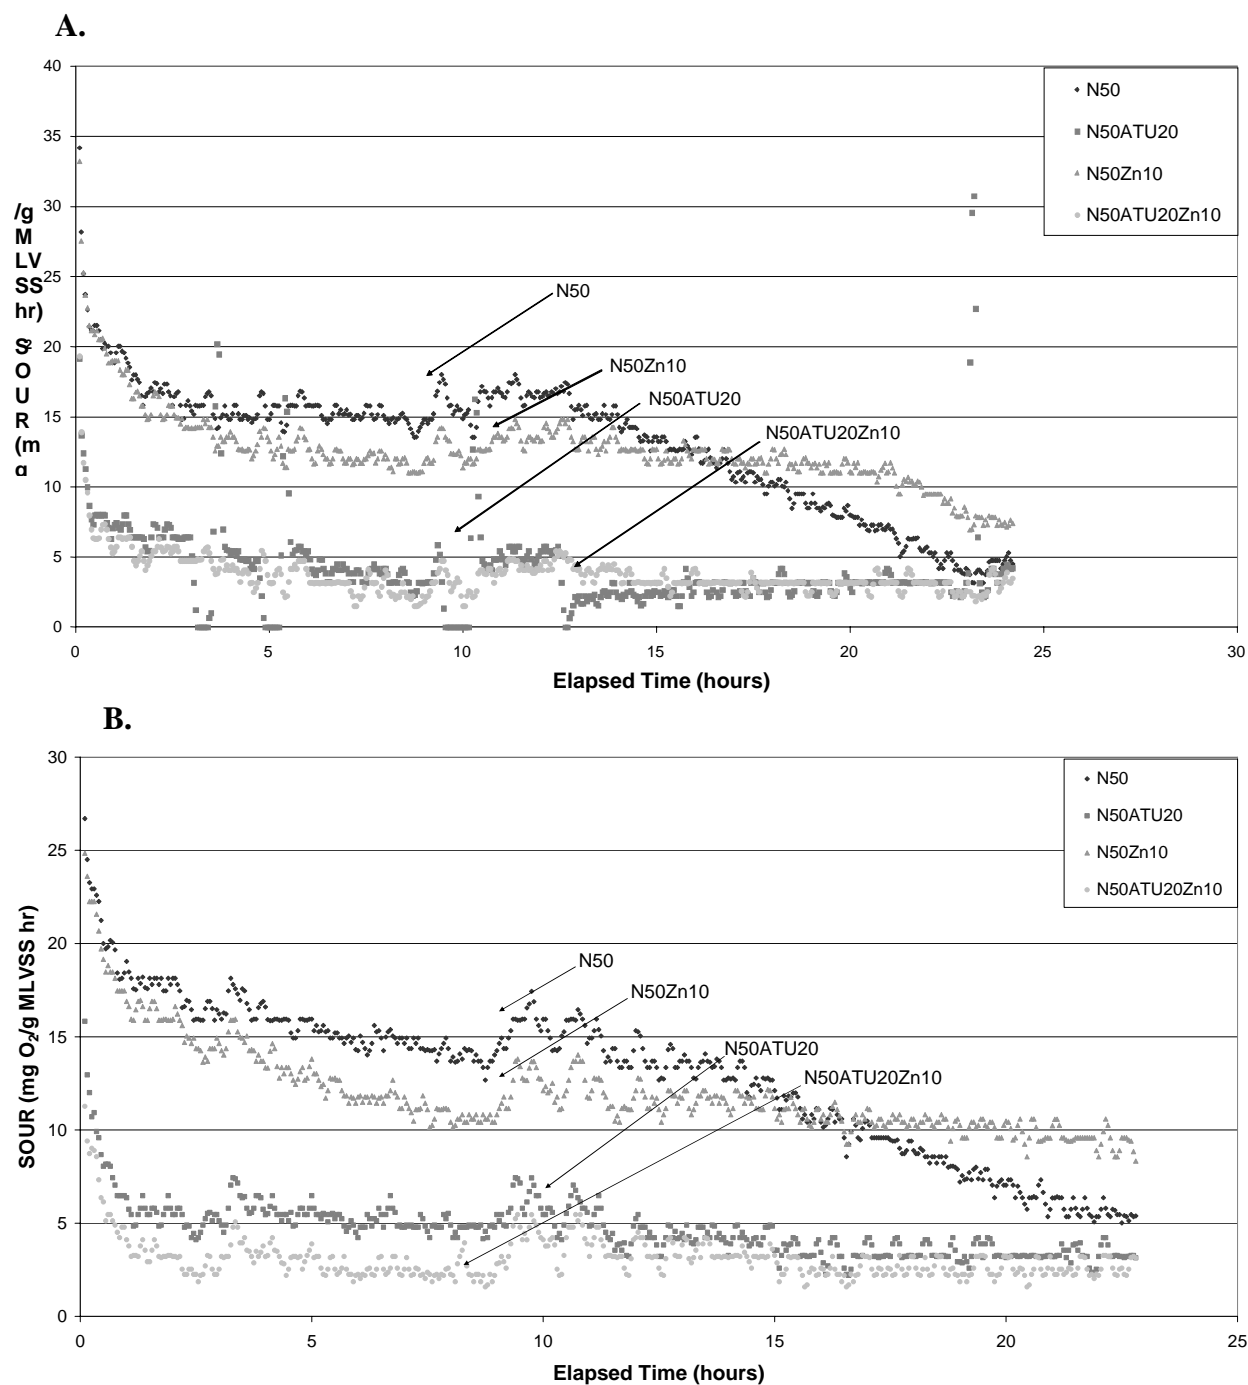 A.
40
35
30
25
20
15
10
5
0
/g
M
LV
SS
hr)
O
U
R
(m
g
N50
N50ATU20
N50Zn10
N50ATU20Zn10
N50
N50Zn10
N50ATU20
N50ATU20Zn10
0 5 10 15 20 25 30
Elapsed Time (hours)
B.
30
25
20
15
10
5
0
SOUR (mg O₂/g MLVSS hr)
N50
N50ATU20
N50Zn10
N50ATU20Zn10
N50
N50Zn10
N50ATU20
N50ATU20Zn10
0 5 10 15 20 25
Elapsed Time (hours)